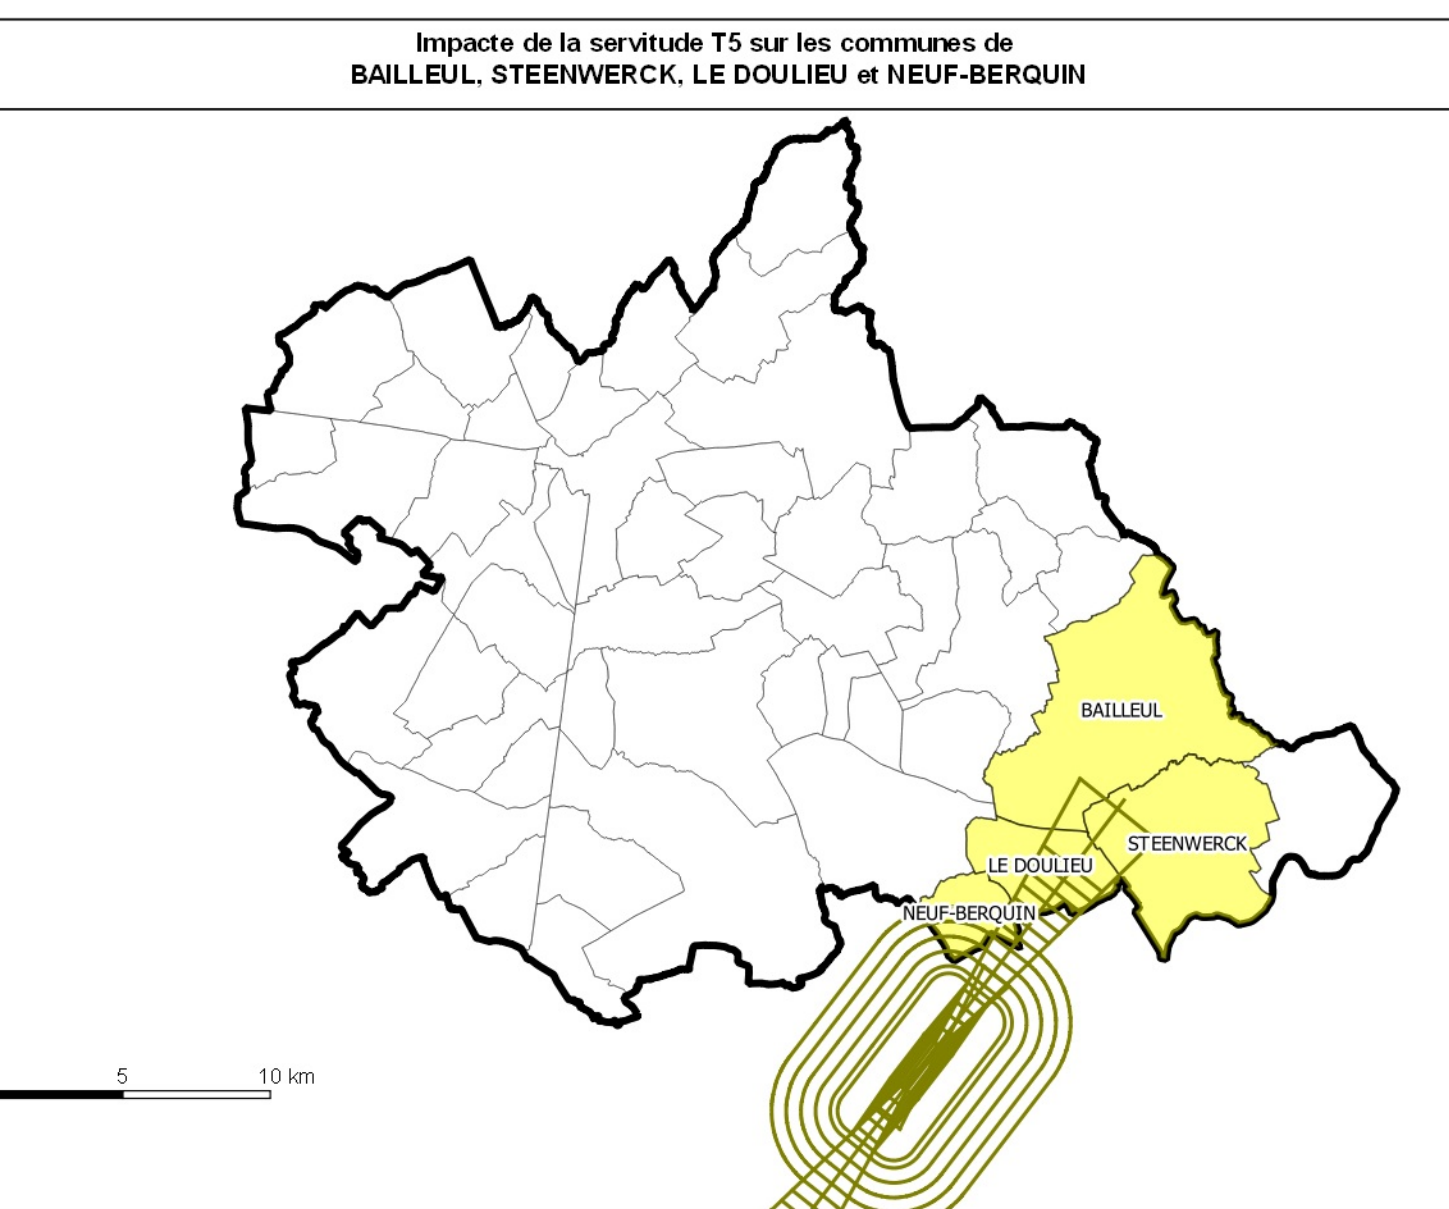 Impacte de la servitude T5 sur les communes de
BAILLEUL, STEENWERCK, LE DOULIEU et NEUF-BERQUIN
BAILLEUL
STEENWERCK
LE DOULIEU
NEUF-BERQUIN
5 10 km